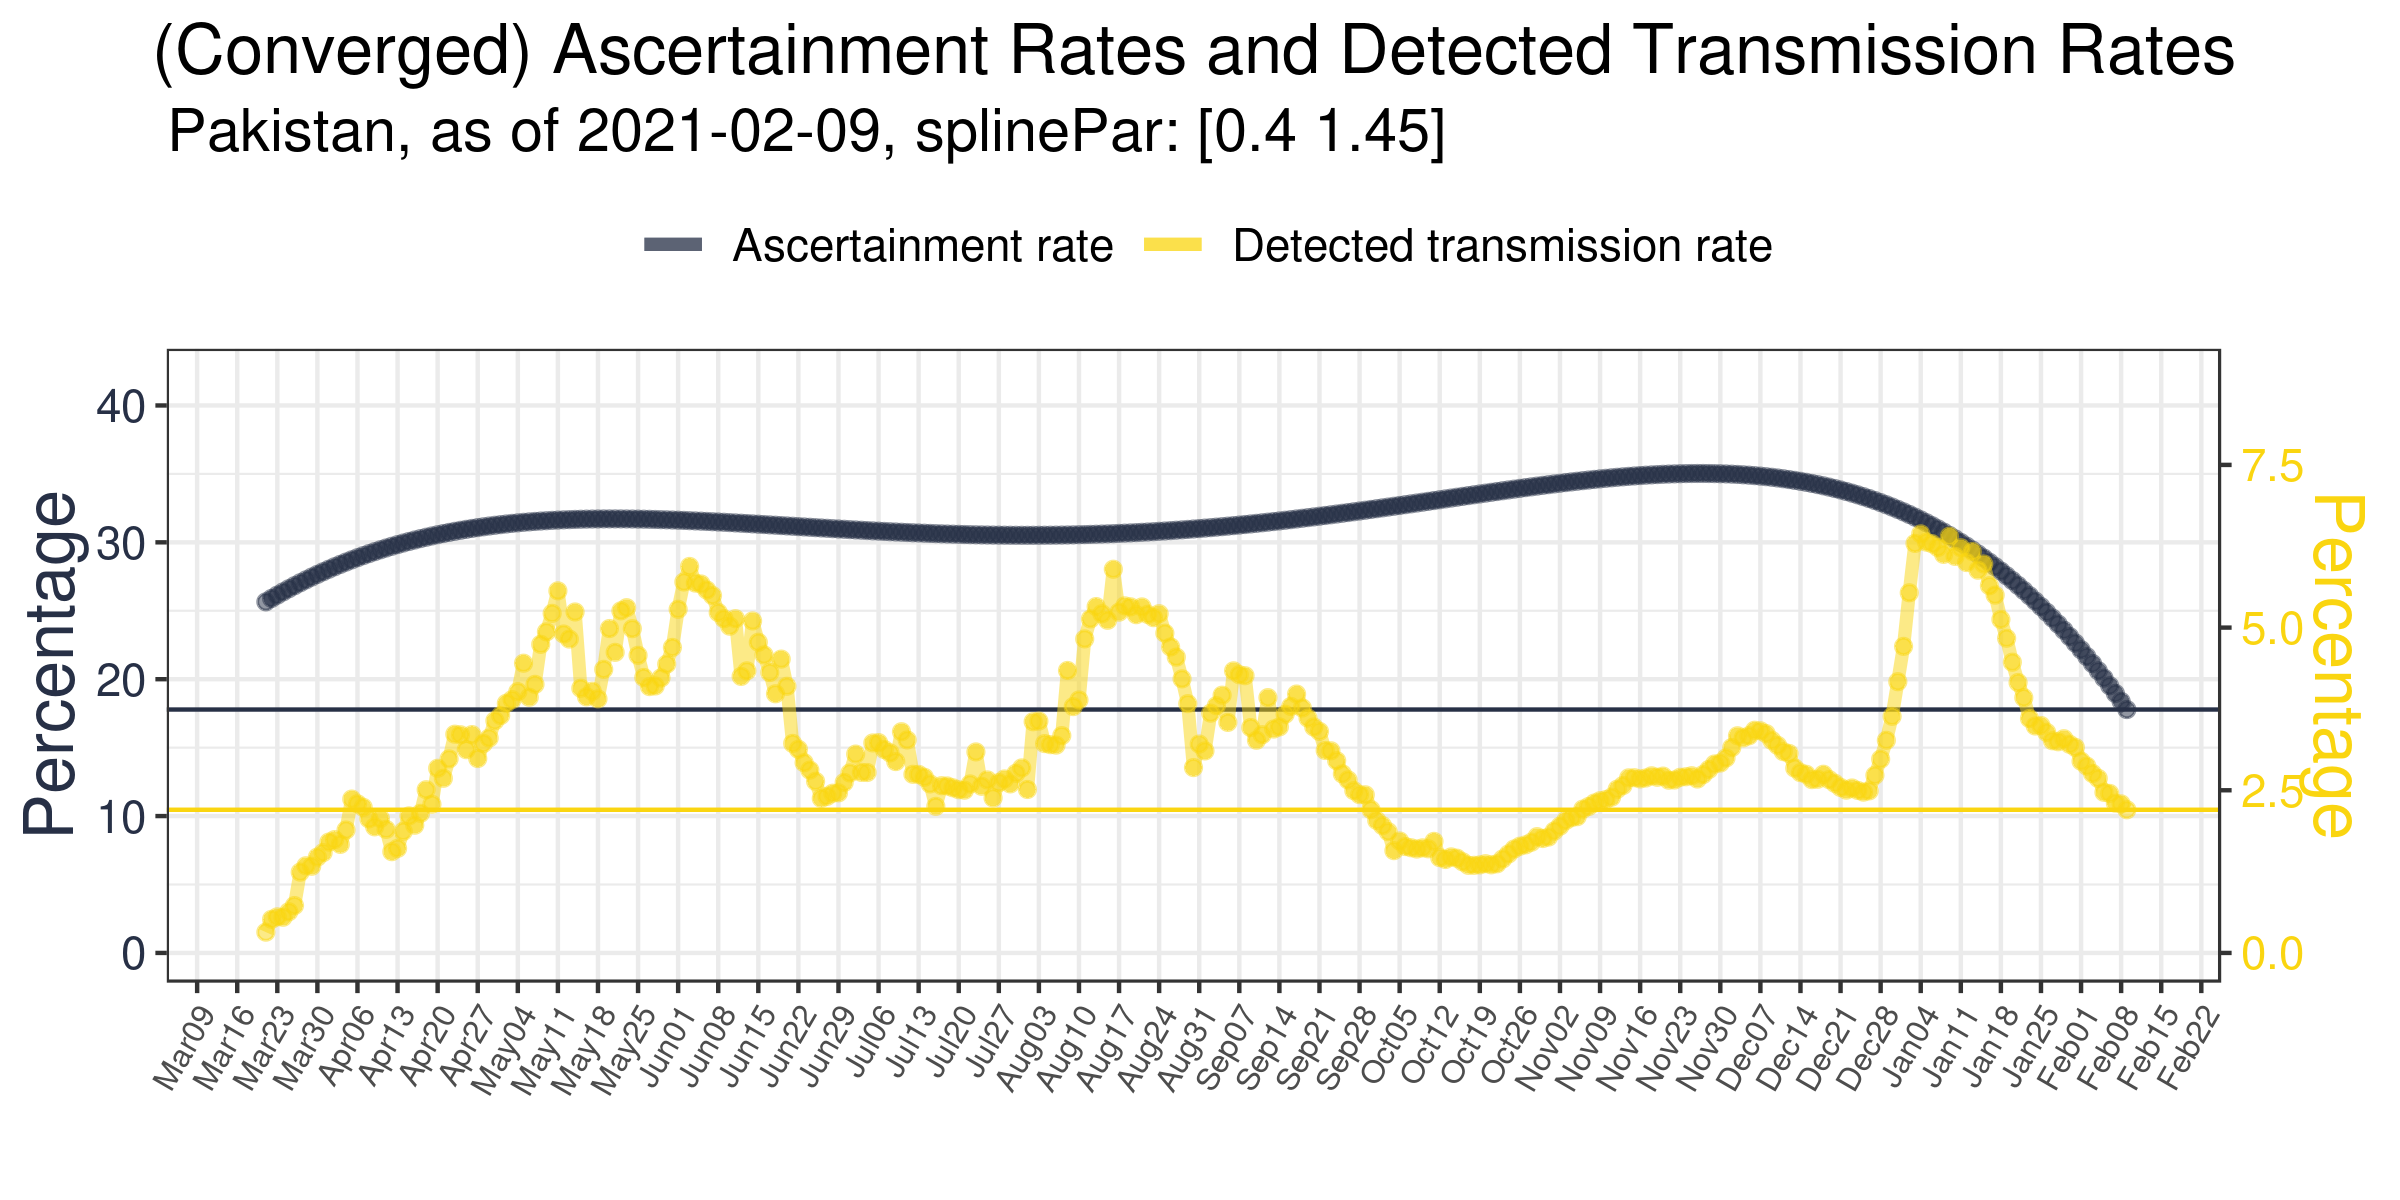 (Converged) Ascertainment Rates and Detected Transmission Rates
Pakistan, as of 2021-02-09, splinePar: [0.4 1.45]
Ascertainment rate
Detected transmission rate
Percentage
40
30
20
10
0
7.5
5.0
2.5
0.0
Percentage
Mar09
Mar16
Mar23
Mar30
Apr06
Apr13
Apr20
Apr27
May04
May11
May18
May25
Jun01
Jun08
Jun15
Jun22
Jun29
Jul06
Jul13
Jul20
Jul27
Aug03
Aug10
Aug17
Aug24
Aug31
Sep07
Sep14
Sep21
Sep28
Oct05
Oct12
Oct19
Oct26
Nov02
Nov09
Nov16
Nov23
Nov30
Dec07
Dec14
Dec21
Dec28
Jan04
Jan11
Jan18
Jan25
Feb01
Feb08
Feb15
Feb22